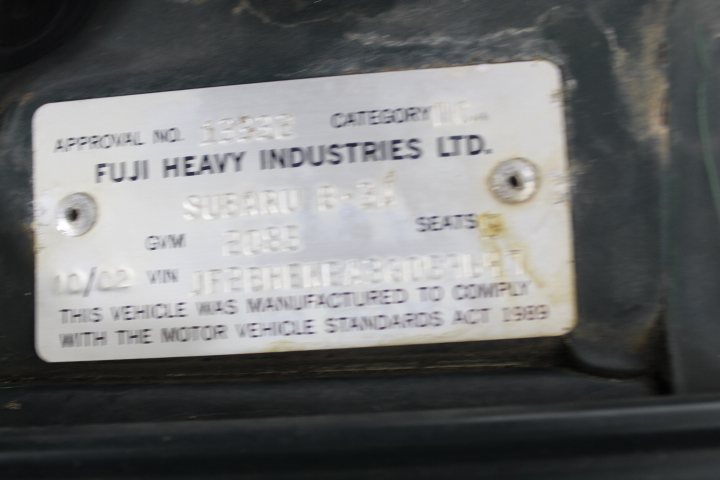 APPROVAL NO. CATEGORY
FUJI HEAVY INDUSTRIES LTD.
SUBARU
GVM 2085 SEATS
10/02 VIN
THIS VEHICLE WAS MANUFACTURED TO COMPLY
WITH THE MOTOR VEHICLE STANDARDS ACT 1989